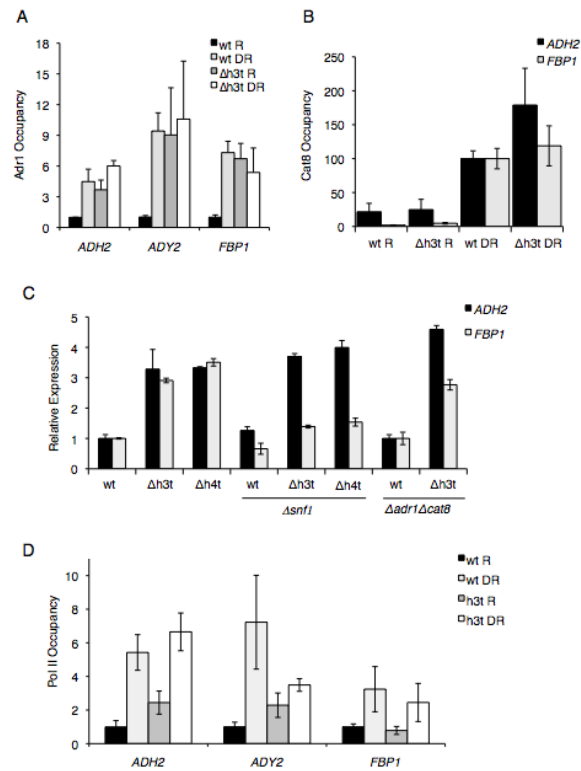 A
wt R
wt DR
Δh3t R
Δh3t DR
18
15
12
9
6
3
0
Adr1 Occupancy
ADH2
ADY2
FBP1
B
ADH2
FBP1
250
200
150
100
50
0
Cat8 Occupancy
wt R
Δh3t R
wt DR
Δh3t DR
C
ADH2
FBP1
6
5
4
3
2
1
0
Relative Expression
wt
Δh3t
Δh4t
wt
Δh3t
Δh4t
wt
Δh3t
Δsnf1
Δadr1Δcat8
D
wt R
wt DR
h3t R
h3t DR
10
8
6
4
2
0
Pol II Occupancy
ADH2
ADY2
FBP1